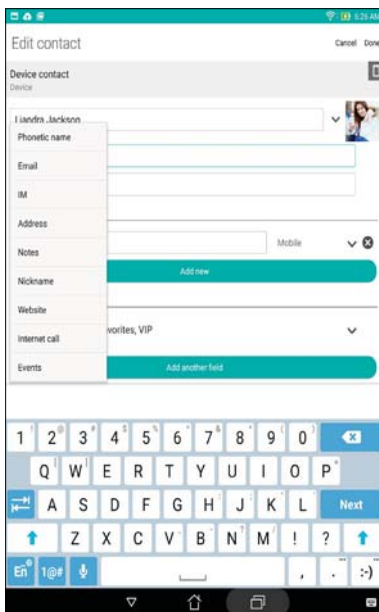 6:26 AM
Edit contact
Cancel Done
Device contact
Device
Liandra Jackson
Phonetic name
Email
IM
Address
Notes
Nickname
Website
Internet call
Events
Mobile
Add new
vorites, VIP
Add another field
1 2 3 4 5 6 7 8 9 0
Q W E R T Y U I O P
A S D F G H J K L Next
Z X C V B N M ! ?
En 1@# , . :-)